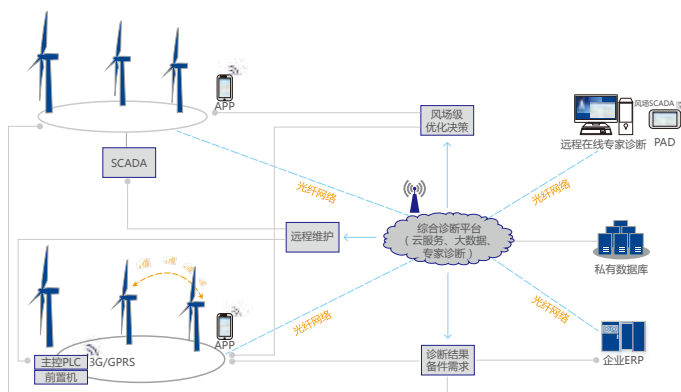 APP
风场级
优化决策
风场SCADA
远程在线专家诊断
PAD
SCADA
光纤网络
光纤网络
远程维护
综合诊断平台
（云服务、大数据、
专家诊断）
私有数据库
光纤网络
光纤网络
APP
主控PLC
3G/GPRS
前置机
诊断结果
备件需求
企业ERP